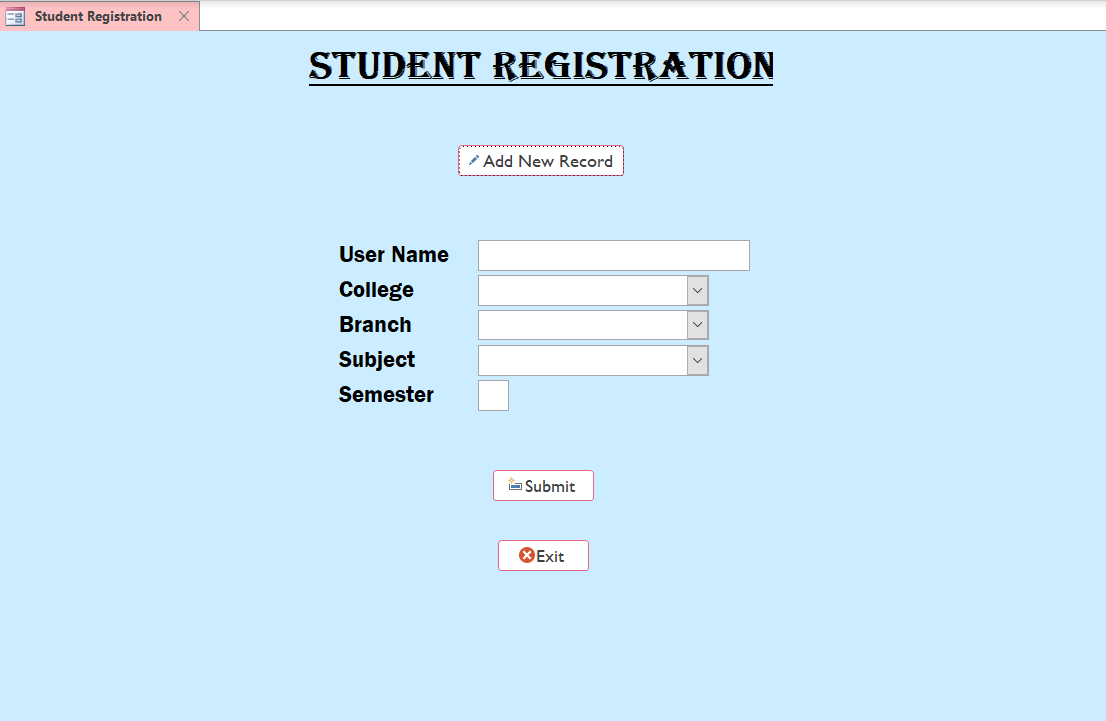 Student Registration
STUDENT REGISTRATION
Add New Record
User Name
College
Branch
Subject
Semester
Submit
Exit